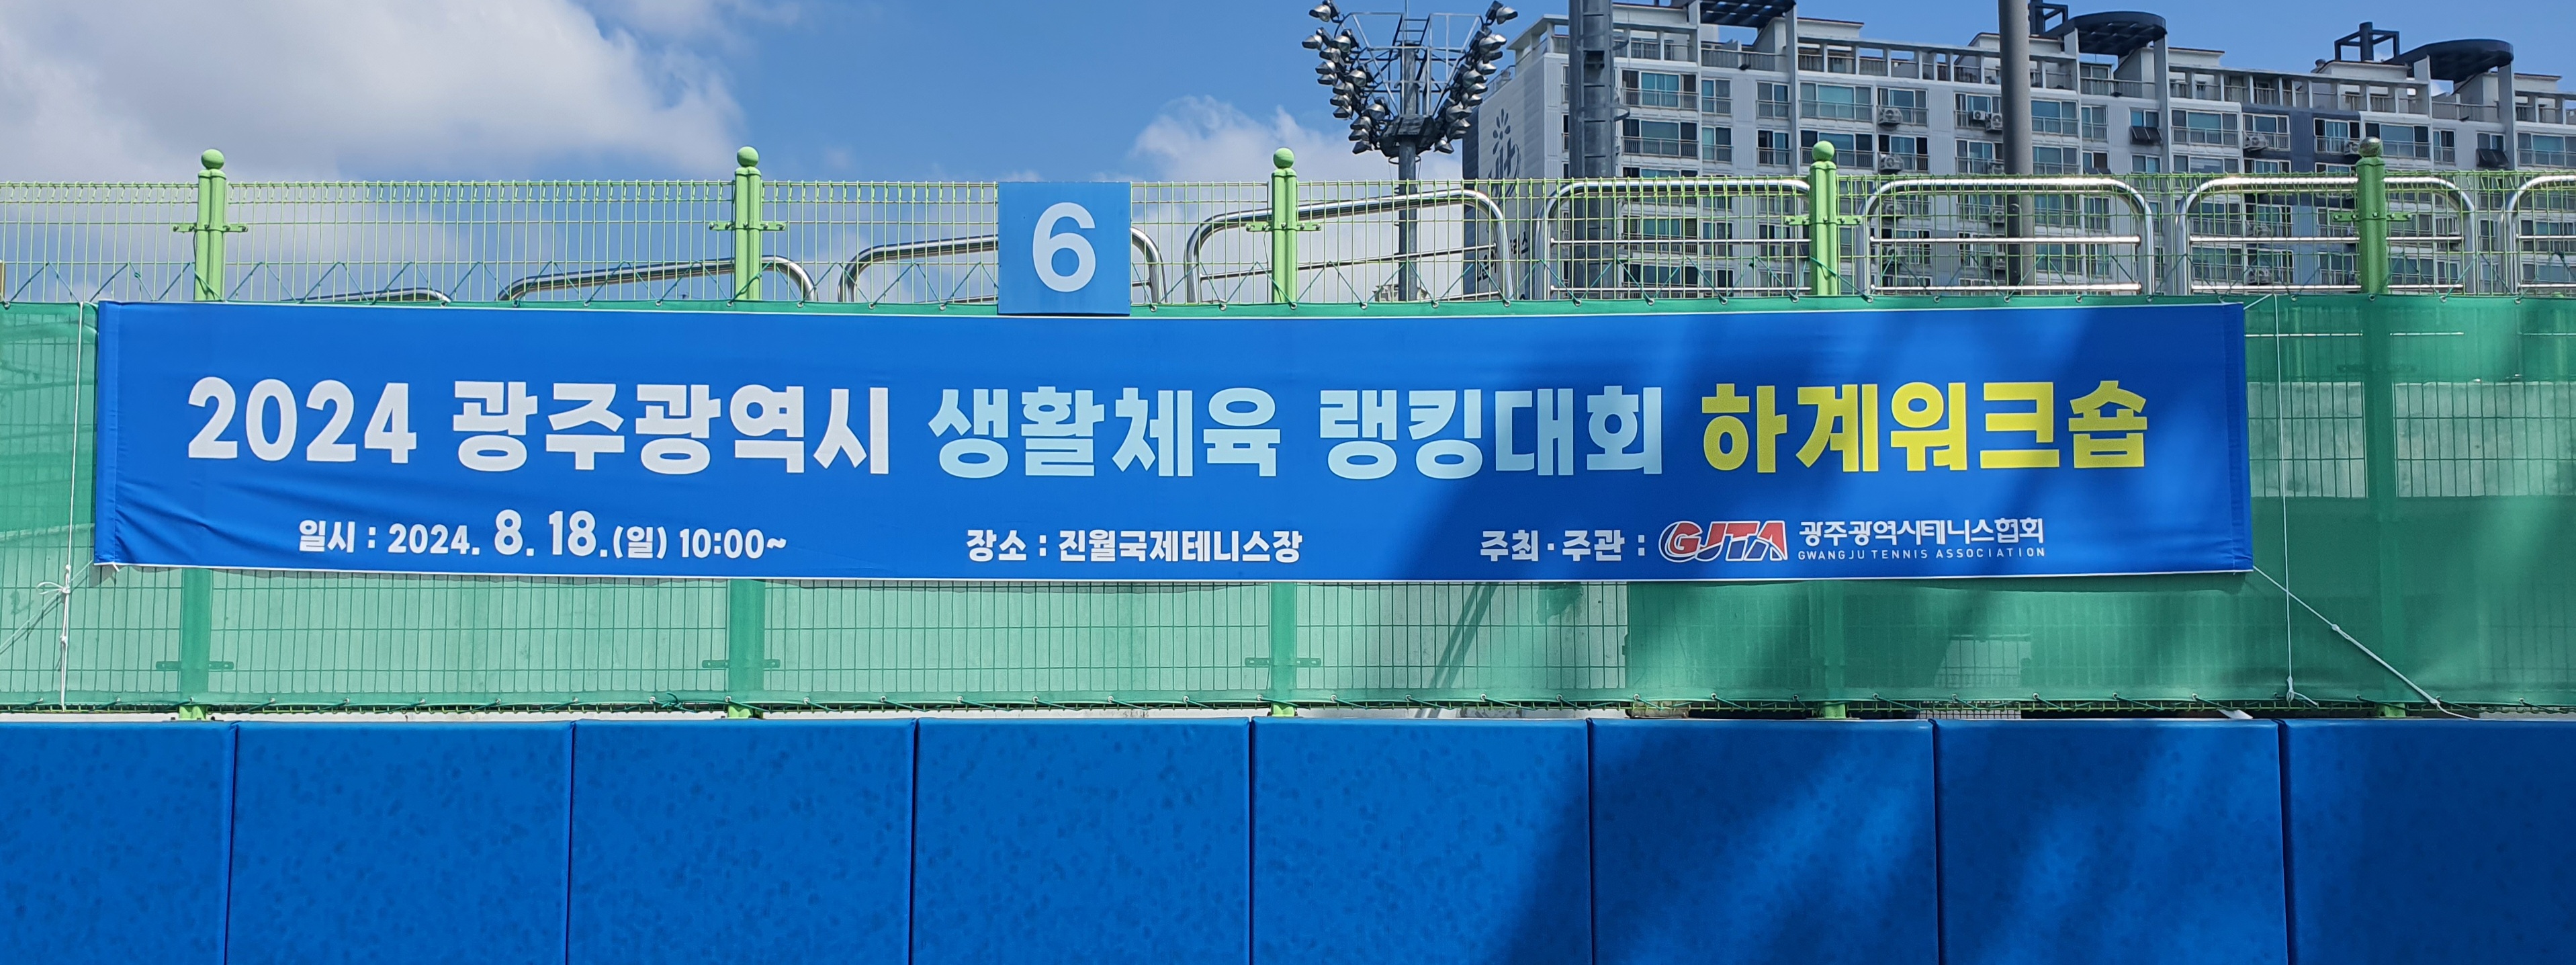 6
2024 광주광역시 생활체육 랭킹대회 하계워크숍
일시 : 2024. 8. 18.(일) 10:00~ 장소 : 진월국제테니스장 주최·주관 : GJTA 광주광역시테니스협회
GWANGJU TENNIS ASSOCIATION